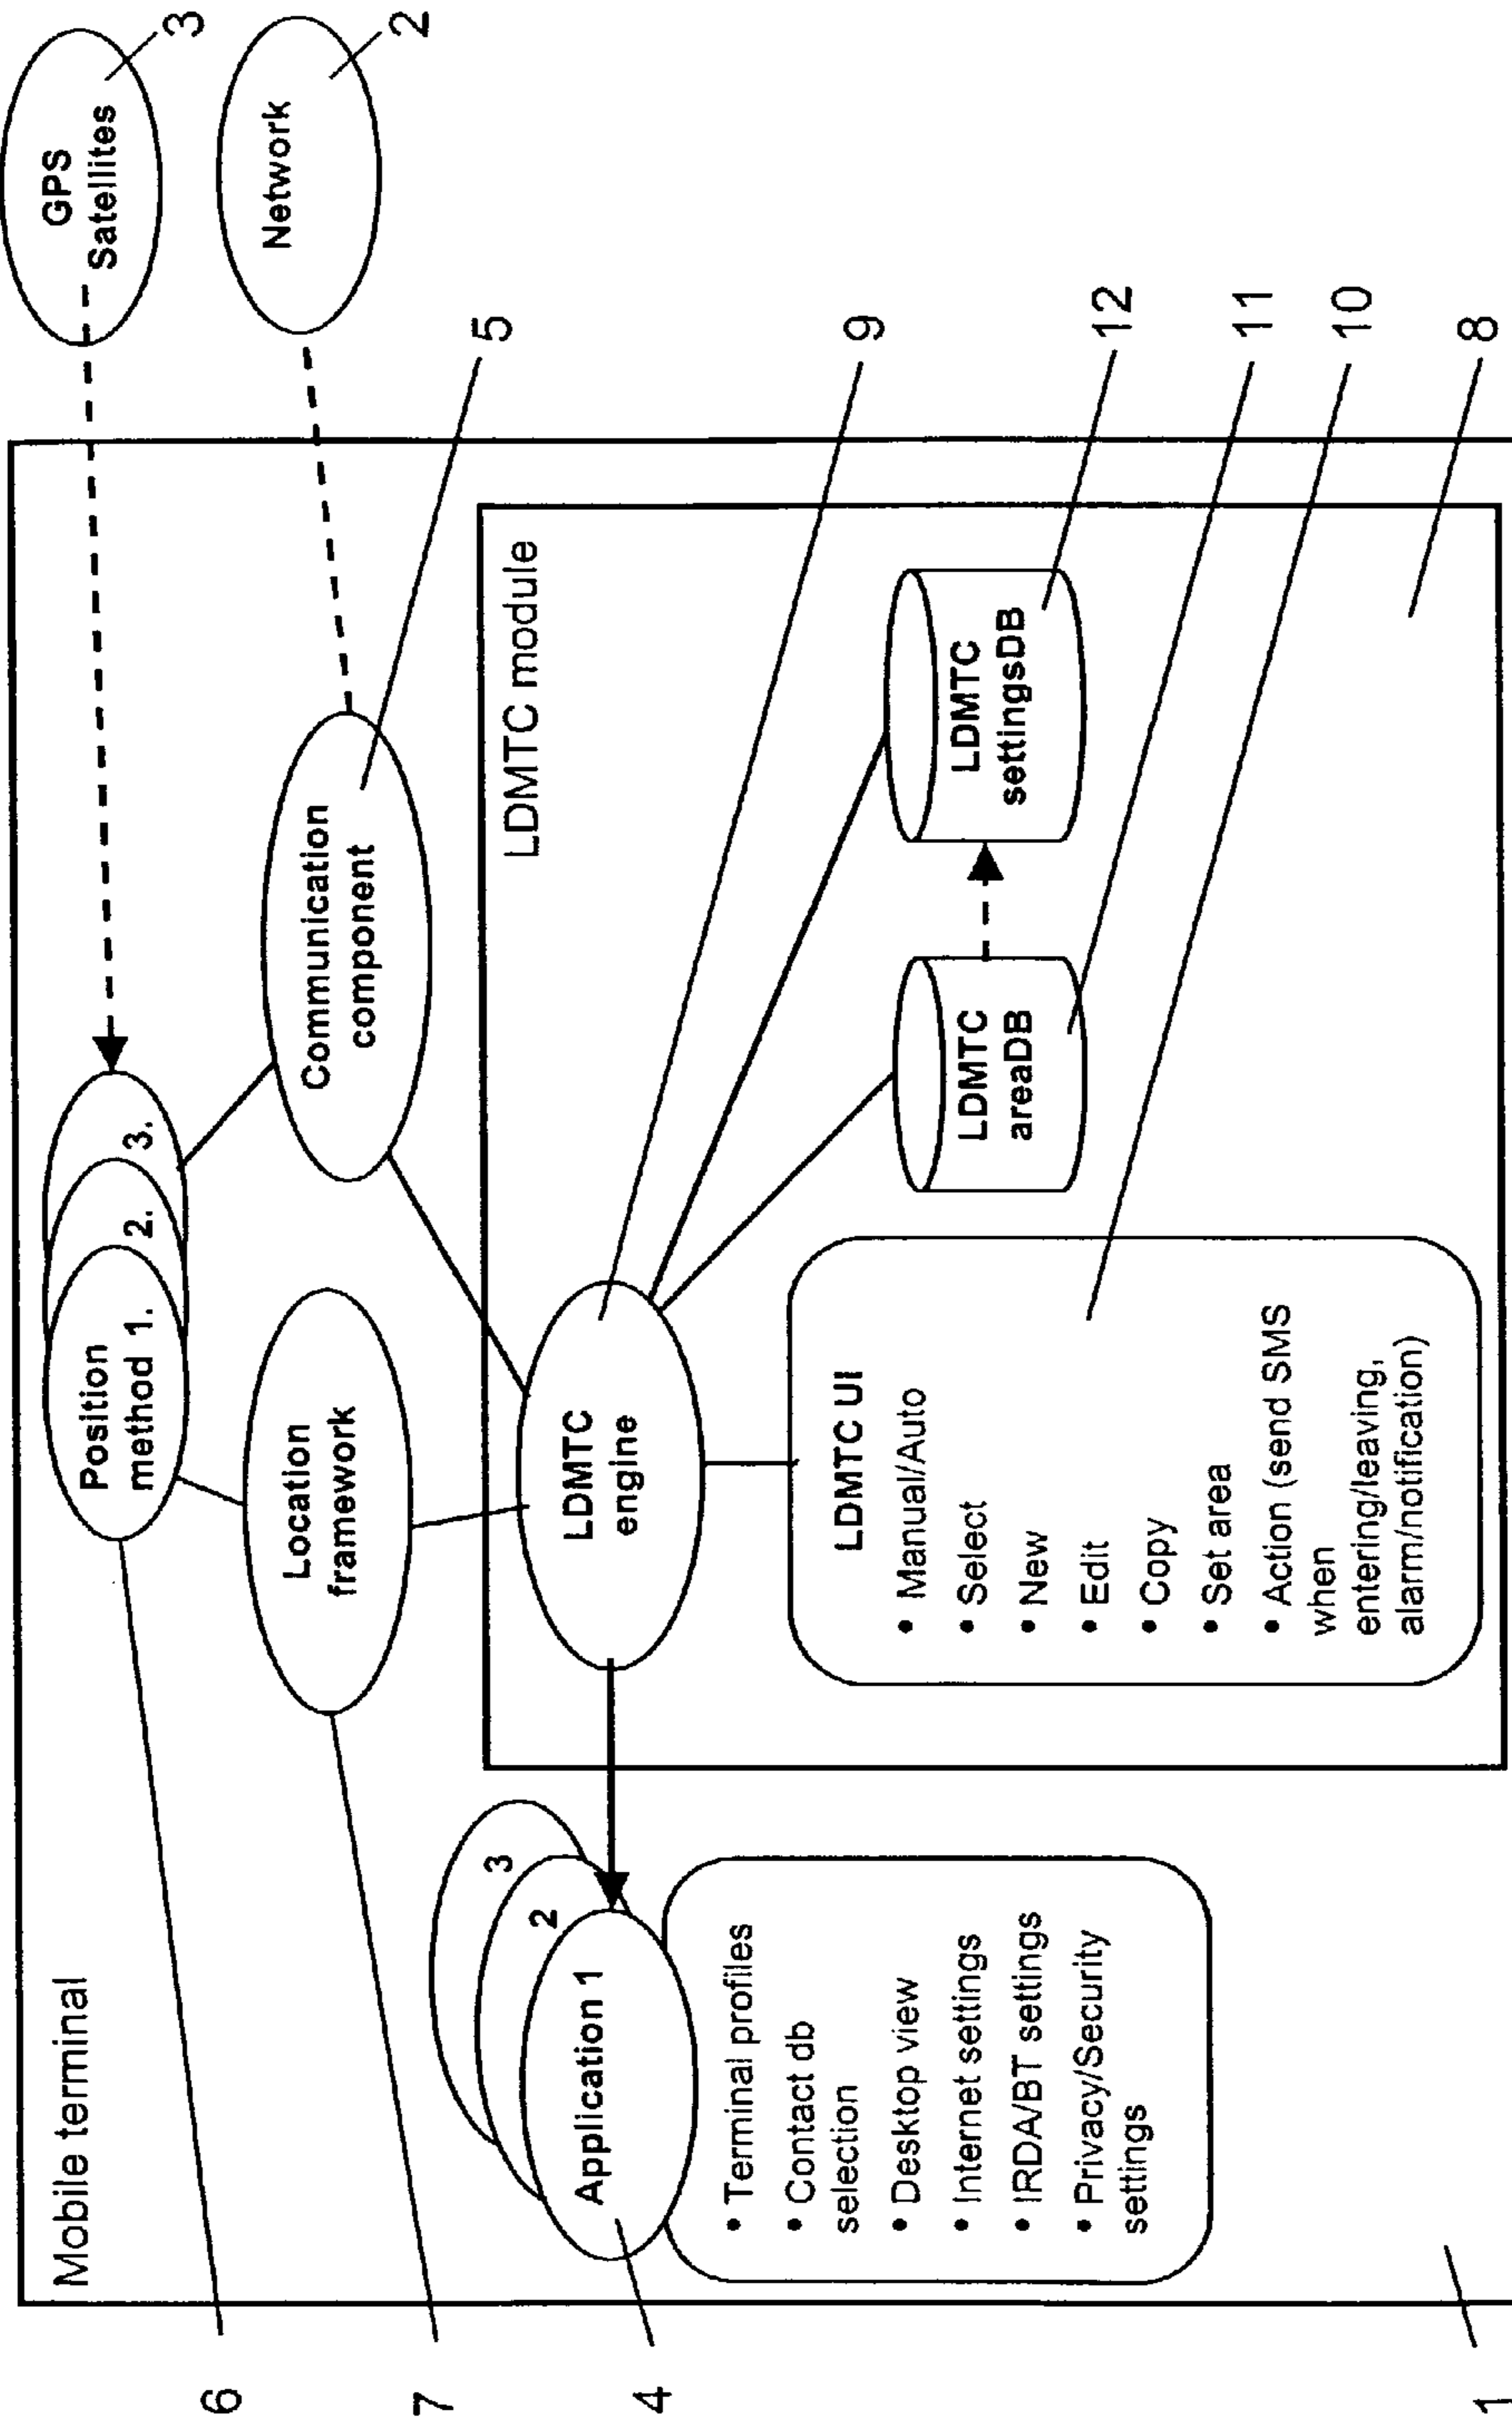 Mobile terminal
Position
method 1.
2.
3.
GPS
Satellites
3
Network
2
Location
framework
Communication
component
5
6
7
4
3
2
Application 1
• Terminal profiles
• Contact db
selection
• Desktop view
• Internet settings
• IRDA/BT settings
• Privacy/Security
settings
LDMTC module
LDMTC
engine
9
LDMTC UI
• Manual/Auto
• Select
• New
• Edit
• Copy
• Set area
• Action (send SMS
when
entering/leaving,
alarm/notification)
LDMTC
areaDB
LDMTC
settingsDB
12
11
10
8
1